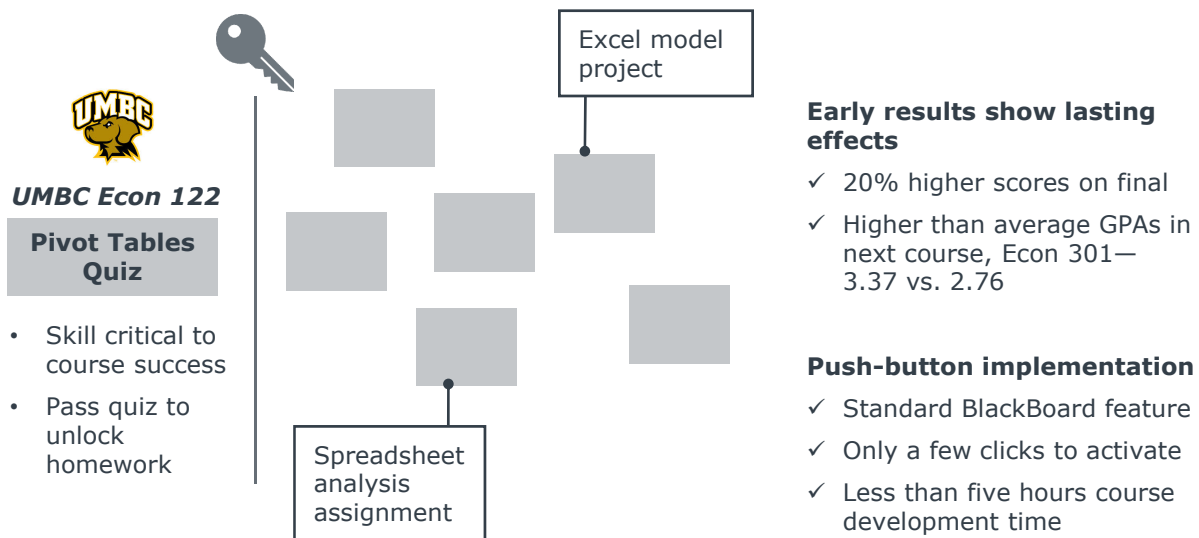 UMBC
UMBC Econ 122
Pivot Tables
Quiz
• Skill critical to
course success
• Pass quiz to
unlock
homework
Excel model
project
Spreadsheet
analysis
assignment
Early results show lasting
effects
✓ 20% higher scores on final
✓ Higher than average GPAs in
next course, Econ 301—
3.37 vs. 2.76
Push-button implementation
✓ Standard BlackBoard feature
✓ Only a few clicks to activate
✓ Less than five hours course
development time